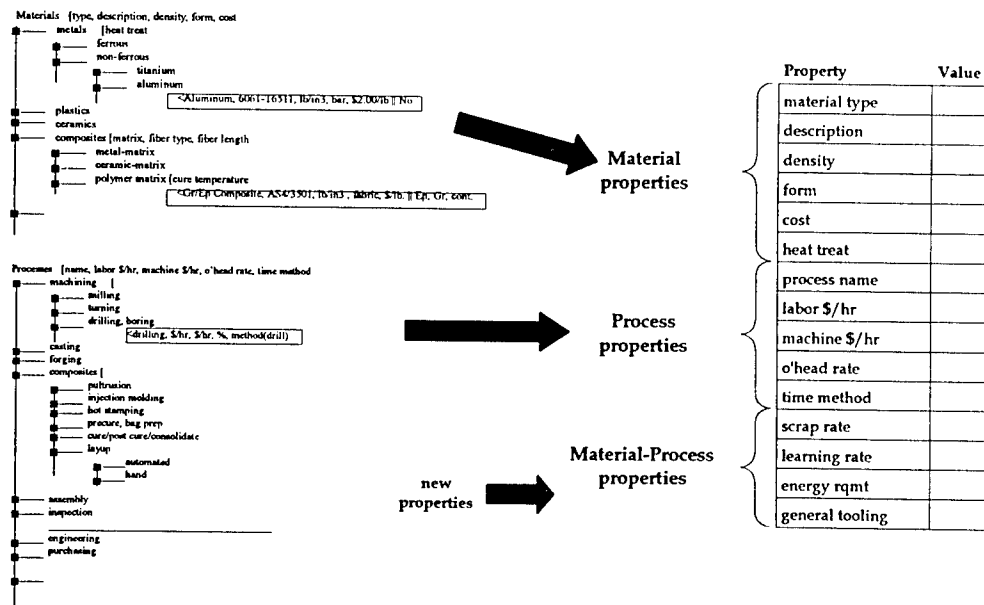 Materials [type, description, density, form, cost
metals [heat treat
ferrous
non-ferrous
titanium
aluminum
<Aluminum, 6061-T6511, lb/in3, bar, $2.00/lb || No
plastics
ceramics
composites [matrix, fiber type, fiber length
metal-matrix
ceramic-matrix
polymer matrix [cure temperature
<Gr/Ep Composite, AS4/3501, lb/in3, fabric, $/lb. || Ep, Gr, cont.
Processes [name, labor $/hr, machine $/hr, o'head rate, time method
machining [
milling
turning
drilling, boring
<drilling, $/hr, $/hr, %, method(drill)
casting
forging
composites [
pultrusion
injection molding
hot stamping
precure, bag prep
cure/post cure/consolidate
layup
automated
hand
assembly
inspection
engineering
purchasing
Material
properties
Process
properties
new
properties
Material-Process
properties
Property Value
material type
description
density
form
cost
heat treat
process name
labor $/hr
machine $/hr
o'head rate
time method
scrap rate
learning rate
energy rqmt
general tooling